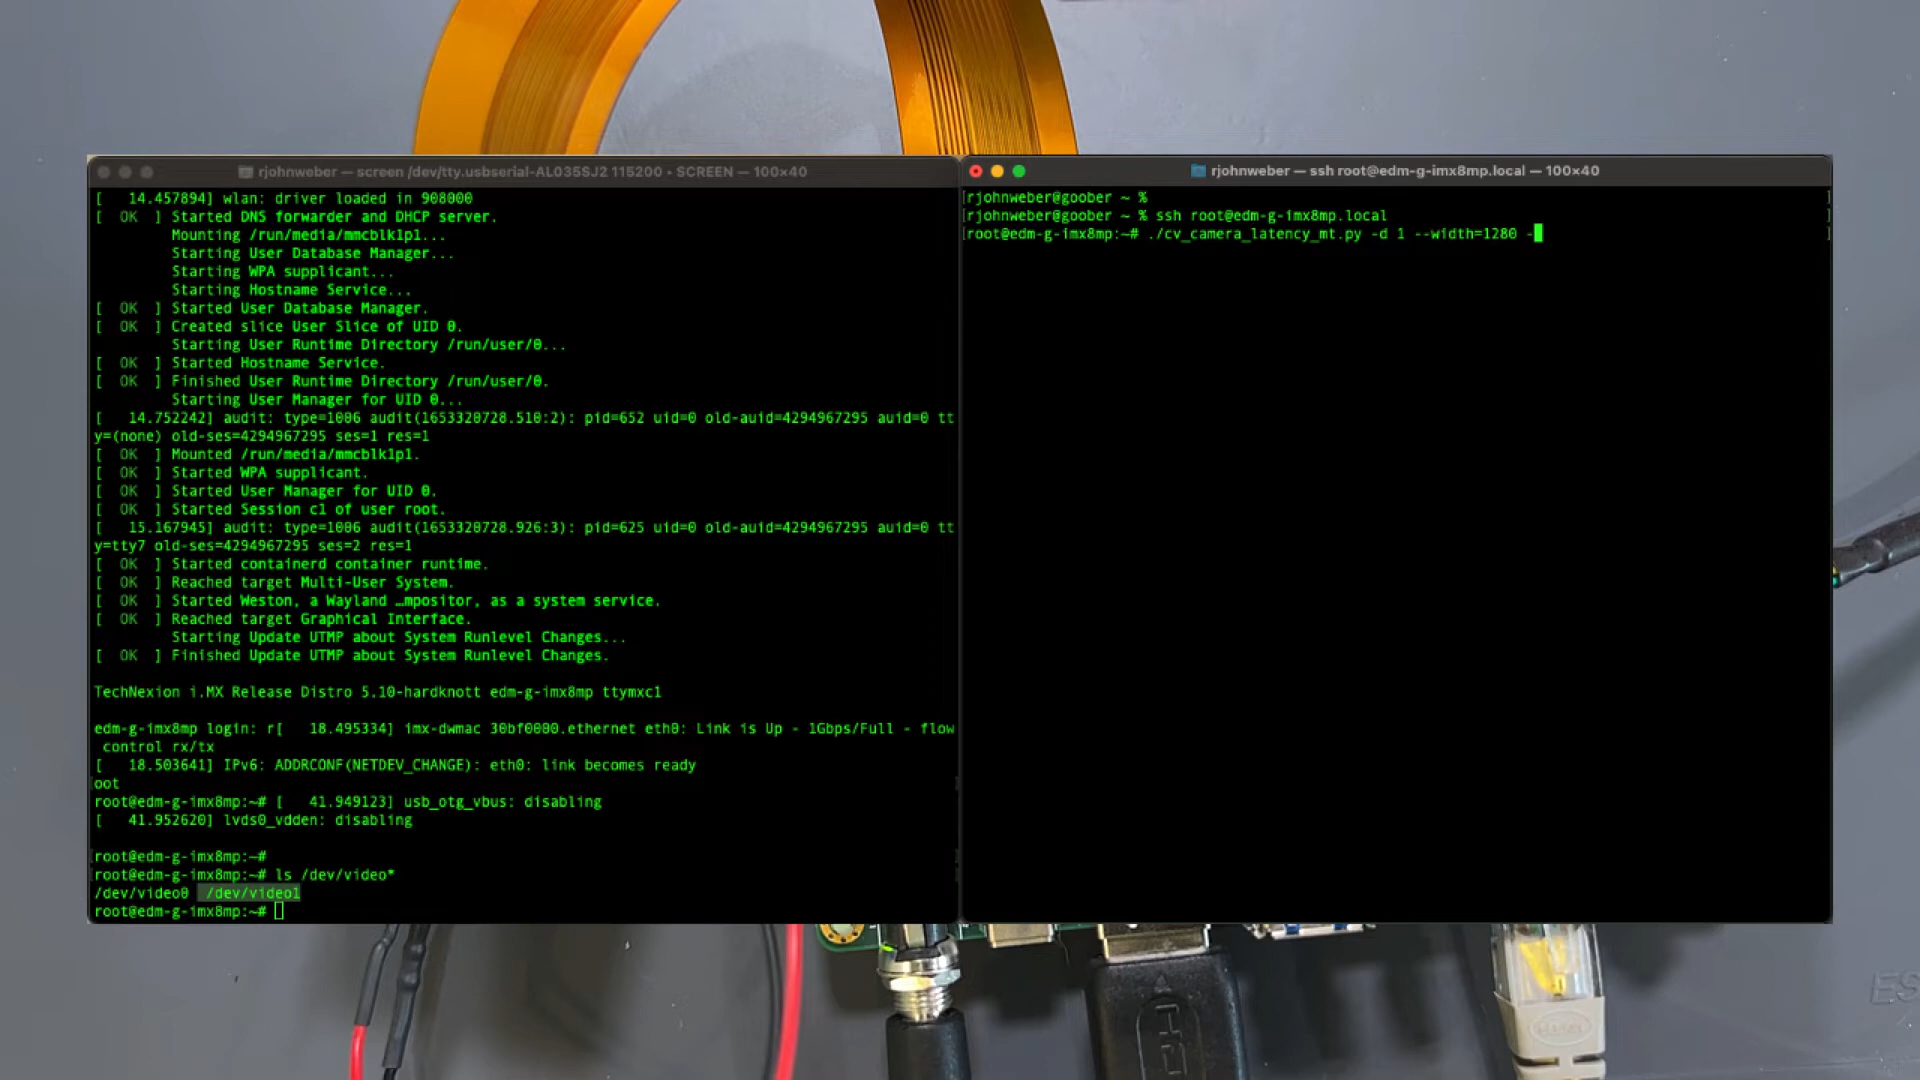 rjohnweber — screen /dev/tty.usbserial-AL035SJ2 115200 • SCREEN — 100×40
[   14.457894] wlan: driver loaded in 908000
[  OK  ] Started DNS forwarder and DHCP server.
Mounting /run/media/mmcblk1p1...
Starting User Database Manager...
Starting WPA supplicant...
Starting Hostname Service...
[  OK  ] Started User Database Manager.
[  OK  ] Created slice User Slice of UID 0.
Starting User Runtime Directory /run/user/0...
[  OK  ] Started Hostname Service.
[  OK  ] Finished User Runtime Directory /run/user/0.
Starting User Manager for UID 0...
[   14.752242] audit: type=1006 audit(1653320728.510:2): pid=652 uid=0 old-auid=4294967295 auid=0 tt
y=(none) old-ses=4294967295 ses=1 res=1
[  OK  ] Mounted /run/media/mmcblk1p1.
[  OK  ] Started WPA supplicant.
[  OK  ] Started User Manager for UID 0.
[  OK  ] Started Session c1 of user root.
[   15.167945] audit: type=1006 audit(1653320728.926:3): pid=625 uid=0 old-auid=4294967295 auid=0 tt
y=tty7 old-ses=4294967295 ses=2 res=1
[  OK  ] Started containerd container runtime.
[  OK  ] Reached target Multi-User System.
[  OK  ] Started Weston, a Wayland …mpositor, as a system service.
[  OK  ] Reached target Graphical Interface.
Starting Update UTMP about System Runlevel Changes...
[  OK  ] Finished Update UTMP about System Runlevel Changes.
TechNexion i.MX Release Distro 5.10-hardknott edm-g-imx8mp ttymxc1
edm-g-imx8mp login: r[   18.495334] imx-dwmac 30bf0000.ethernet eth0: Link is Up - 1Gbps/Full - flow
control rx/tx
[   18.503641] IPv6: ADDRCONF(NETDEV_CHANGE): eth0: link becomes ready
oot
root@edm-g-imx8mp:~# [   41.949123] usb_otg_vbus: disabling
[   41.952620] lvds0_vdden: disabling
root@edm-g-imx8mp:~#
root@edm-g-imx8mp:~# ls /dev/video*
/dev/video0  /dev/video1
root@edm-g-imx8mp:~#
rjohnweber — ssh root@edm-g-imx8mp.local — 100×40
rjohnweber@goober ~ %
rjohnweber@goober ~ % ssh root@edm-g-imx8mp.local
root@edm-g-imx8mp:~# ./cv_camera_latency_mt.py -d 1 --width=1280 -